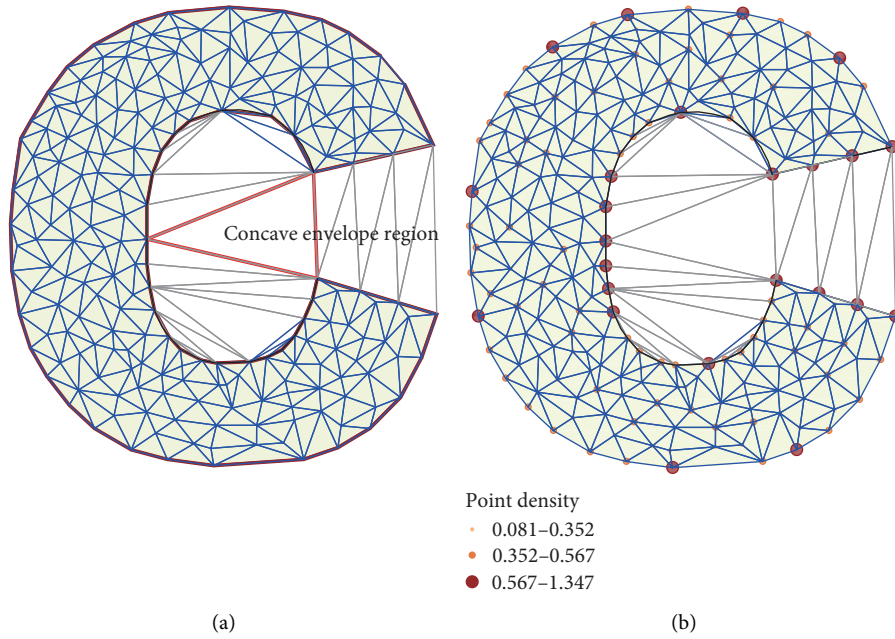 Concave envelope region
Point density
0.081–0.352
0.352–0.567
0.567–1.347
(a)
(b)